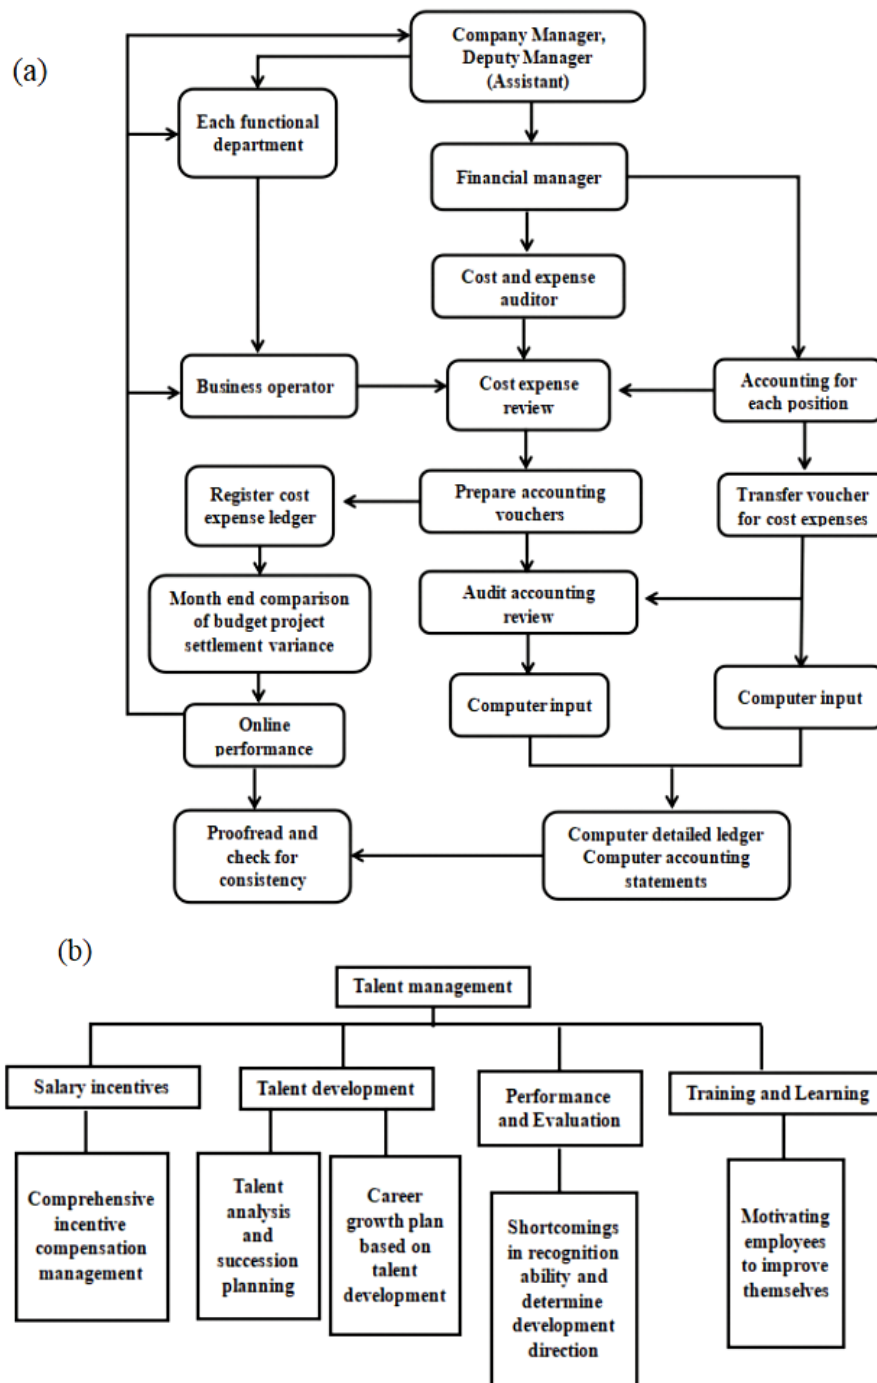 (a)
Company Manager,
Deputy Manager
(Assistant)
Each functional
department
Financial manager
Cost and expense
auditor
Business operator
Cost expense
review
Accounting for
each position
Register cost
expense ledger
Prepare accounting
vouchers
Transfer voucher
for cost expenses
Month end comparison
of budget project
settlement variance
Audit accounting
review
Online
performance
Computer input
Computer input
Proofread and
check for
consistency
Computer detailed ledger
Computer accounting
statements
(b)
Talent management
Salary incentives
Talent development
Performance
and Evaluation
Training and Learning
Comprehensive
incentive
compensation
management
Talent
analysis
and
succession
planning
Career
growth plan
based on
talent
development
Shortcomings
in recognition
ability and
determine
development
direction
Motivating
employees
to improve
themselves